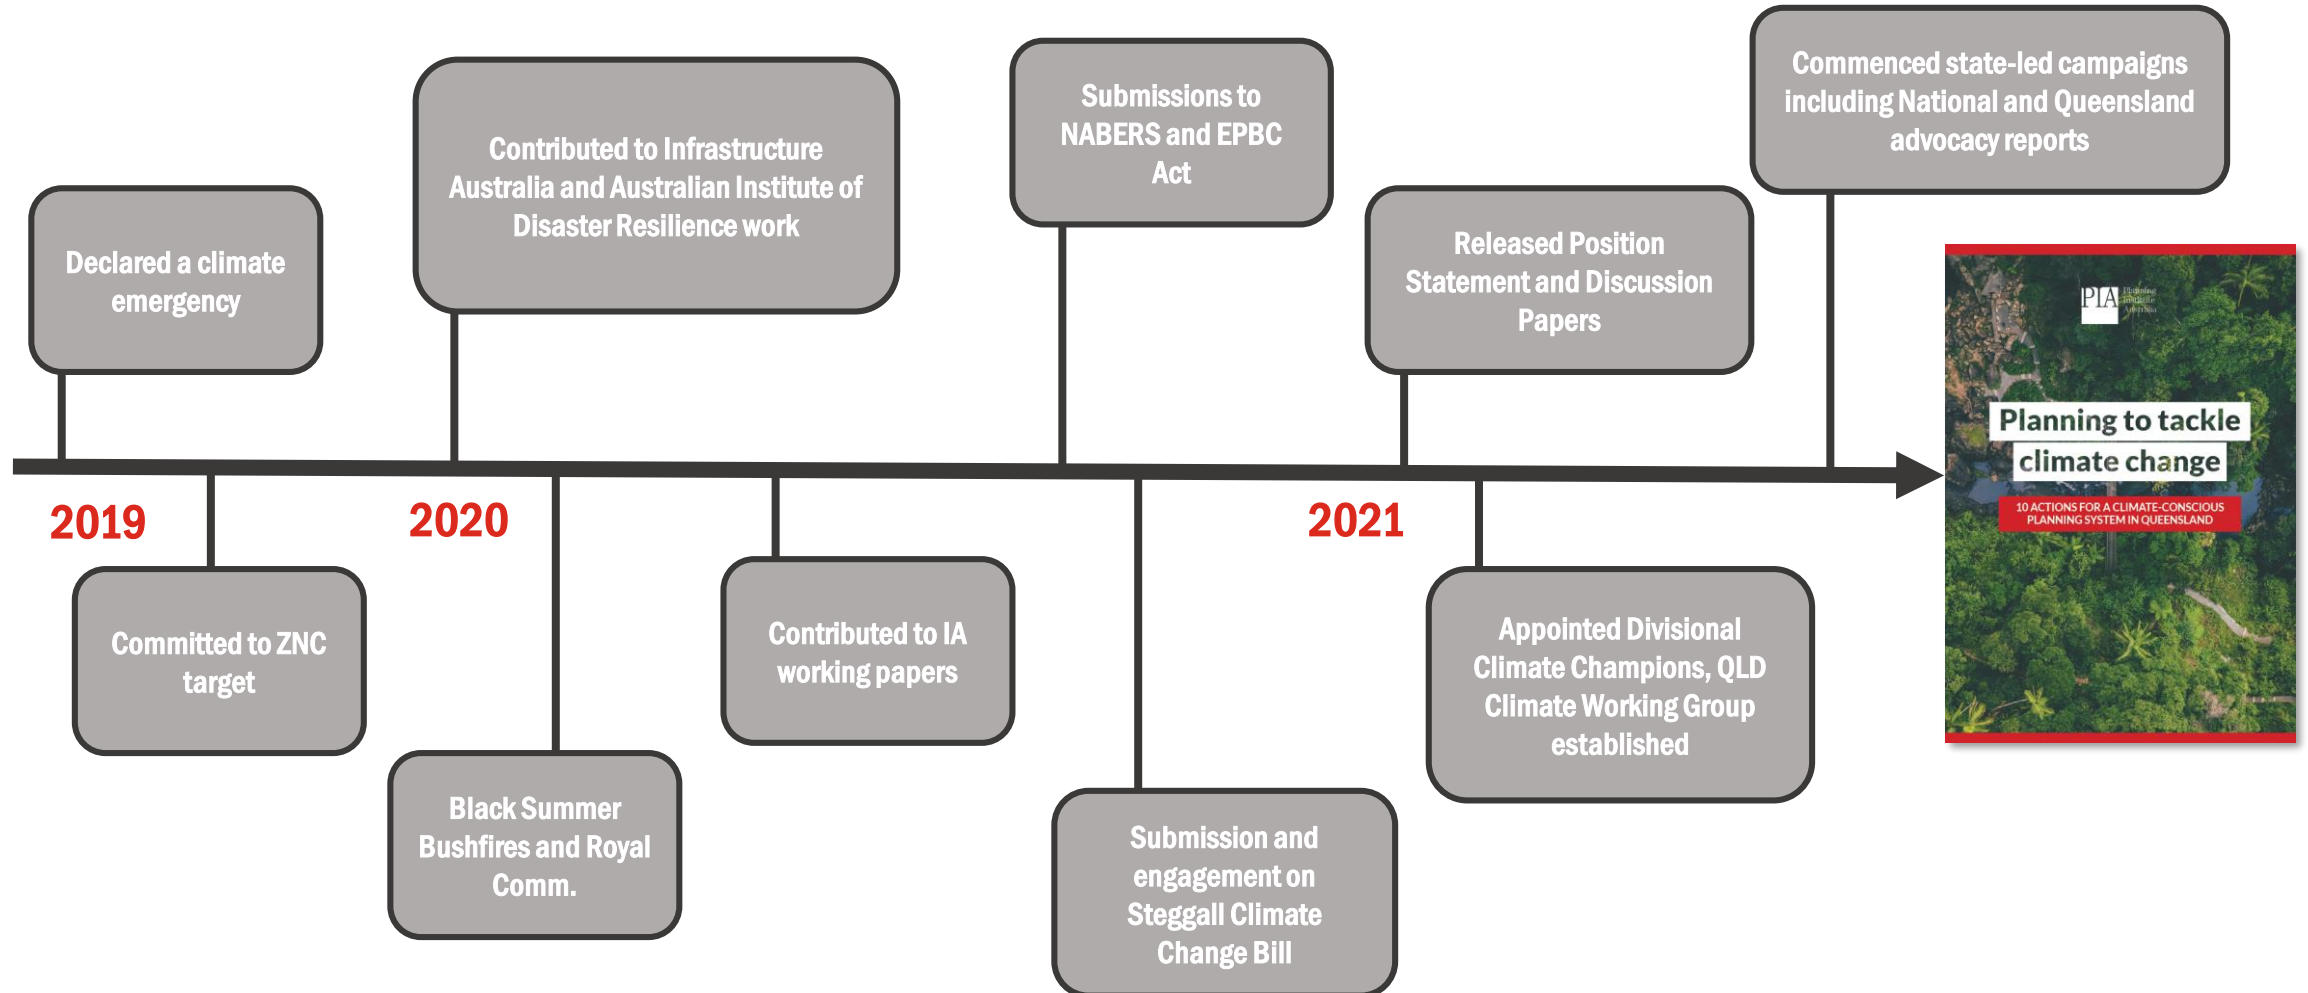 Declared a climate
emergency
Contributed to Infrastructure
Australia and Australian Institute of
Disaster Resilience work
Submissions to
NABERS and EPBC
Act
Released Position
Statement and Discussion
Papers
Commenced state-led campaigns
including National and Queensland
advocacy reports
2019
2020
2021
Committed to ZNC
target
Black Summer
Bushfires and Royal
Comm.
Contributed to IA
working papers
Submission and
engagement on
Steggall Climate
Change Bill
Appointed Divisional
Climate Champions, QLD
Climate Working Group
established
PIA
Planning
Institute
Australia
Planning to tackle
climate change
10 ACTIONS FOR A CLIMATE-CONSCIOUS
PLANNING SYSTEM IN QUEENSLAND